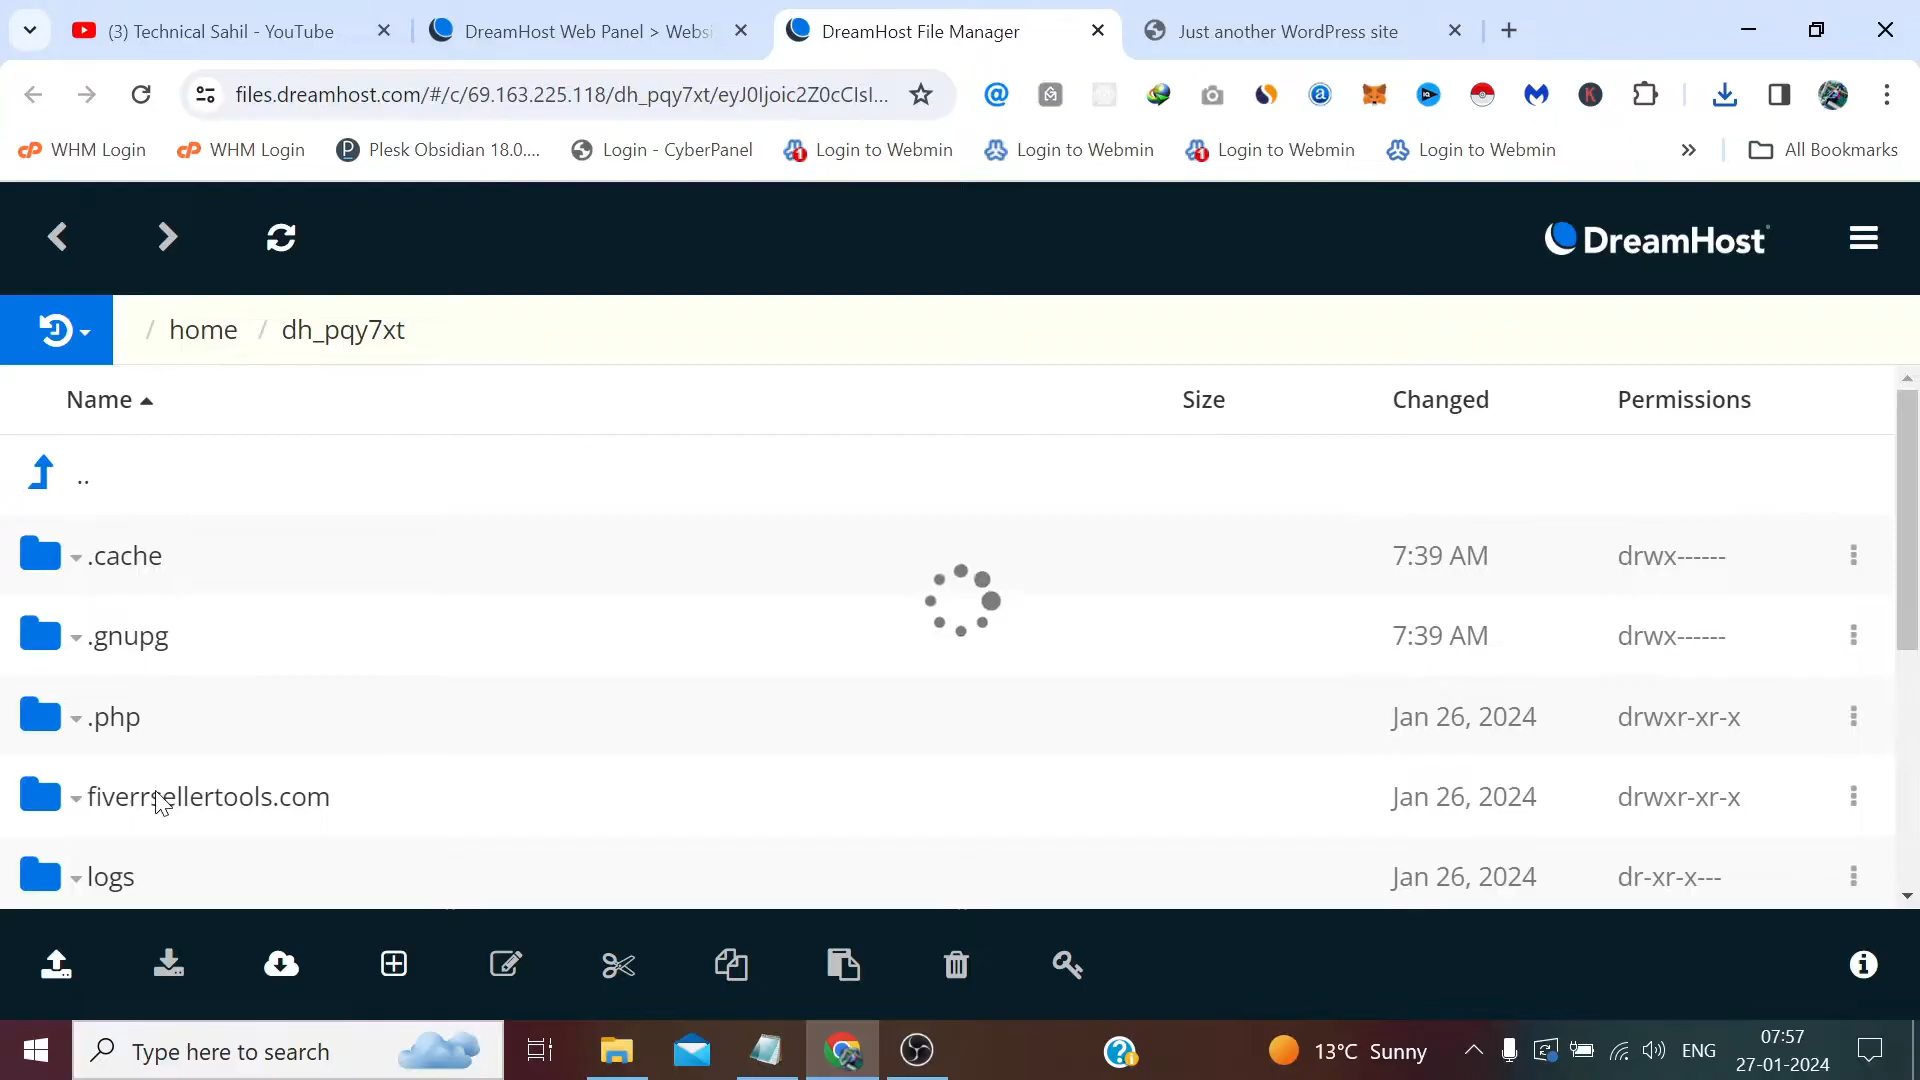 (3) Technical Sahil - YouTube
DreamHost Web Panel > Websi
DreamHost File Manager
Just another WordPress site
files.dreamhost.com/#/c/69.163.225.118/dh_pqy7xt/eyJ0Ijoic2Z0cCIsI...
WHM Login
WHM Login
Plesk Obsidian 18.0....
Login - CyberPanel
Login to Webmin
Login to Webmin
Login to Webmin
Login to Webmin
All Bookmarks
DreamHost
/ home / dh_pqy7xt
Name Size Changed Permissions
..
.cache 7:39 AM drwx------
.gnupg 7:39 AM drwx------
.php Jan 26, 2024 drwxr-xr-x
fiverrsellertools.com Jan 26, 2024 drwxr-xr-x
logs Jan 26, 2024 dr-xr-x---
Type here to search
13°C Sunny
ENG
07:57
27-01-2024